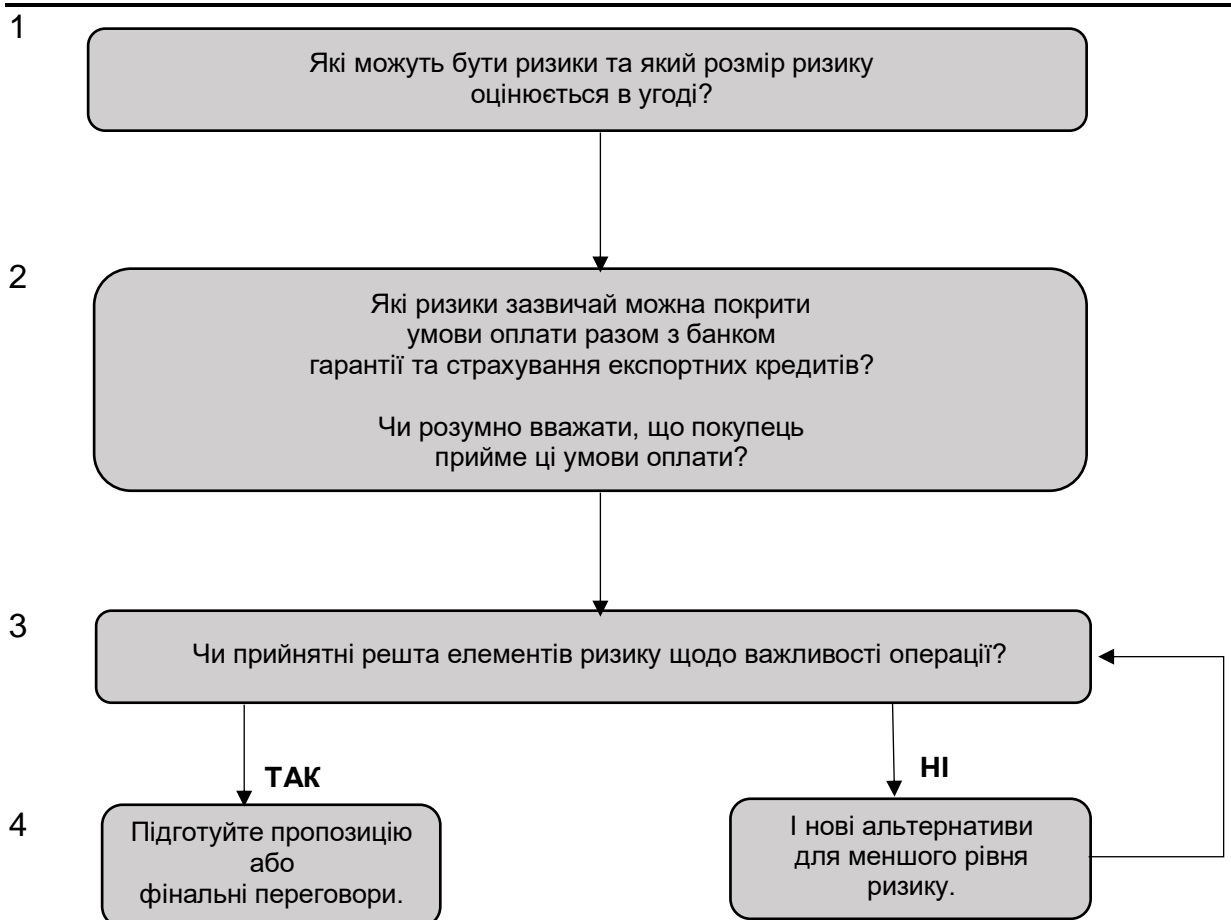 1
Які можуть бути ризики та який розмір ризику
оцінюється в угоді?
2
Які ризики зазвичай можна покрити
умови оплати разом з банком
гарантії та страхування експортних кредитів?
Чи розумно вважати, що покупець
прийме ці умови оплати?
3
Чи прийнятні решта елементів ризику щодо важливості операції?
ТАК
НІ
4
Підготуйте пропозицію
або
фінальні переговори.
І нові альтернативи
для меншого рівня
ризику.